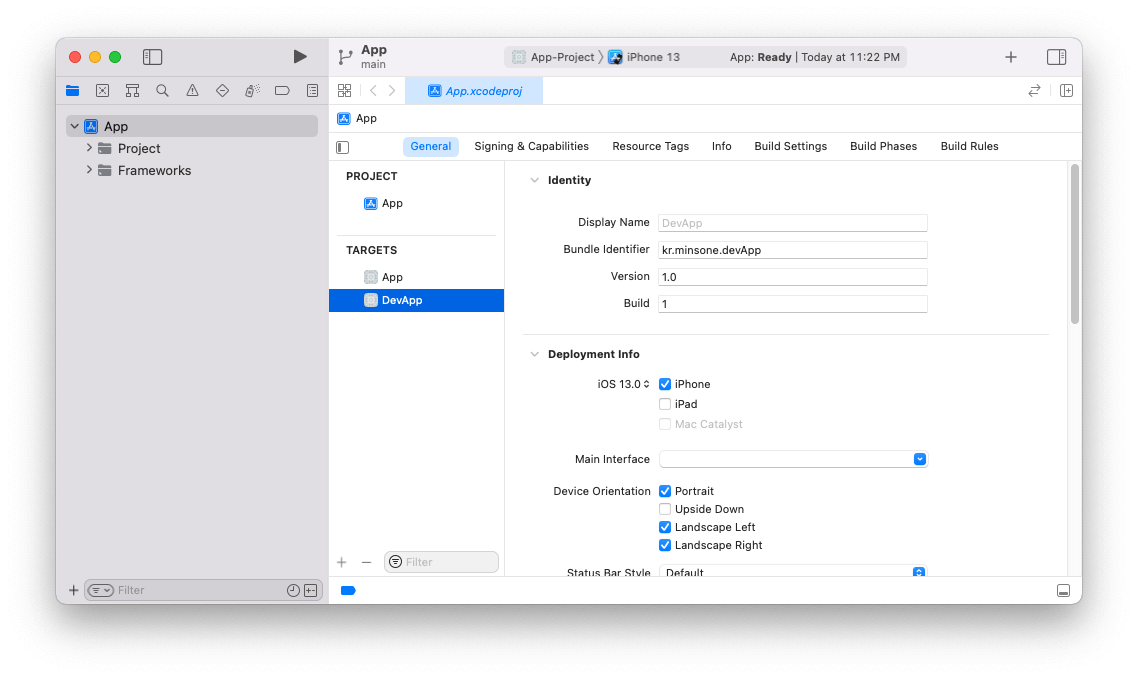 App
main
App-Project
iPhone 13
App: Ready | Today at 11:22 PM
App.xcodeproj
App
Project
Frameworks
App
General
Signing & Capabilities
Resource Tags
Info
Build Settings
Build Phases
Build Rules
PROJECT
App
TARGETS
App
DevApp
Identity
Display Name DevApp
Bundle Identifier kr.minsone.devApp
Version 1.0
Build 1
Deployment Info
iOS 13.0 iPhone
iPad
Mac Catalyst
Main Interface
Device Orientation Portrait
Upside Down
Landscape Left
Landscape Right
Status Bar Style Default
Filter
Filter